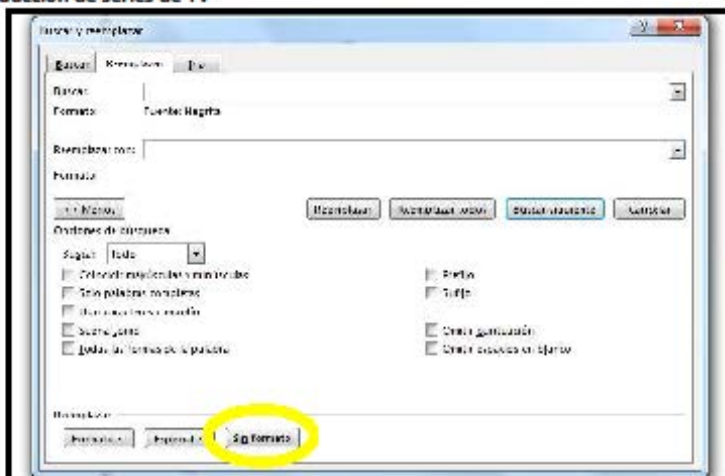 Buscar y reemplazar
Buscar Reemplazar Ir a
Buscar:
Formato: Fuente: Negrita
Reemplazar con:
Formato:
<< Menos Reemplazar Reemplazar todos Buscar siguiente Cancelar
Opciones de búsqueda
Buscar: Todo
Coincidir mayúsculas y minúsculas Prefijo
Solo palabras completas Sufijo
Usar caracteres comodín
Suena como Omitir puntuación
Todas las formas de la palabra Omitir espacios en blanco
Reemplazar
Formato Especial Sin formato